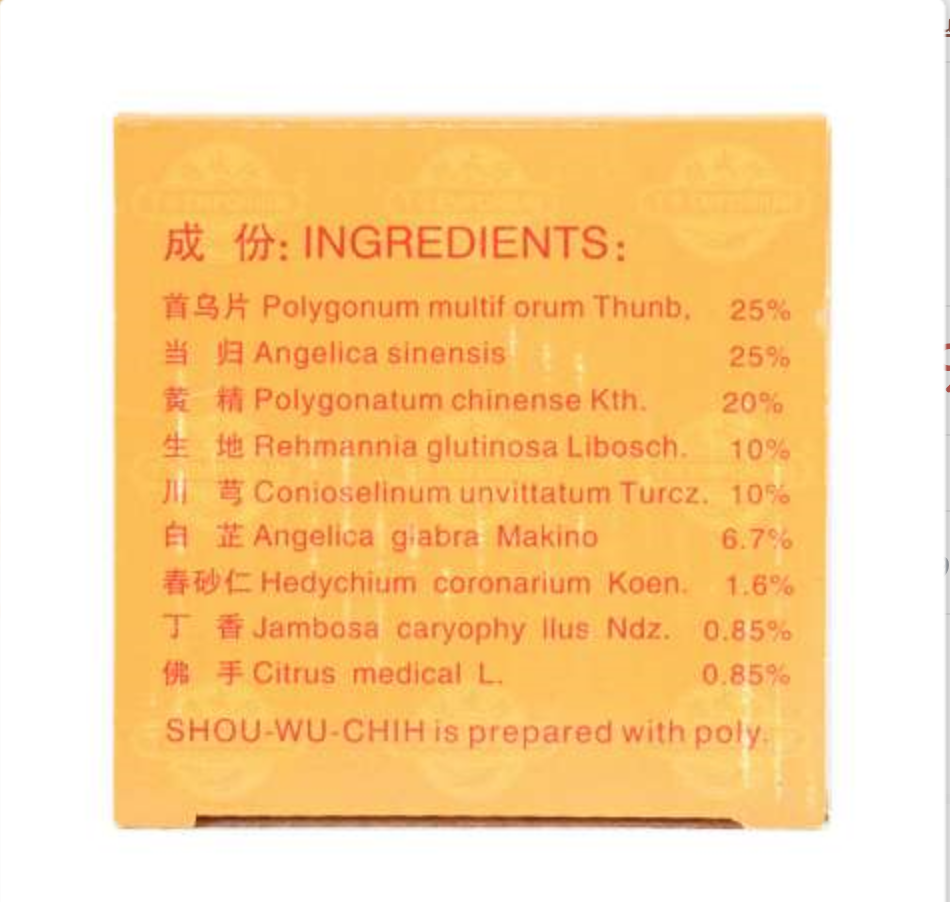 成 份: INGREDIENTS:
首乌片 Polygonum multif orum Thunb, 25%
当 归 Angelica sinensis 25%
黄 精 Polygonatum chinense Kth. 20%
生 地 Rehmannia glutinosa Libosch. 10%
川 芎 Conioselinum unvittatum Turcz. 10%
白 芷 Angelica glabra Makino 6.7%
春砂仁 Hedychium coronarium Koen. 1.6%
丁 香 Jambosa caryophy llus Ndz. 0.85%
佛 手 Citrus medical L. 0.85%
SHOU-WU-CHIH is prepared with poly.